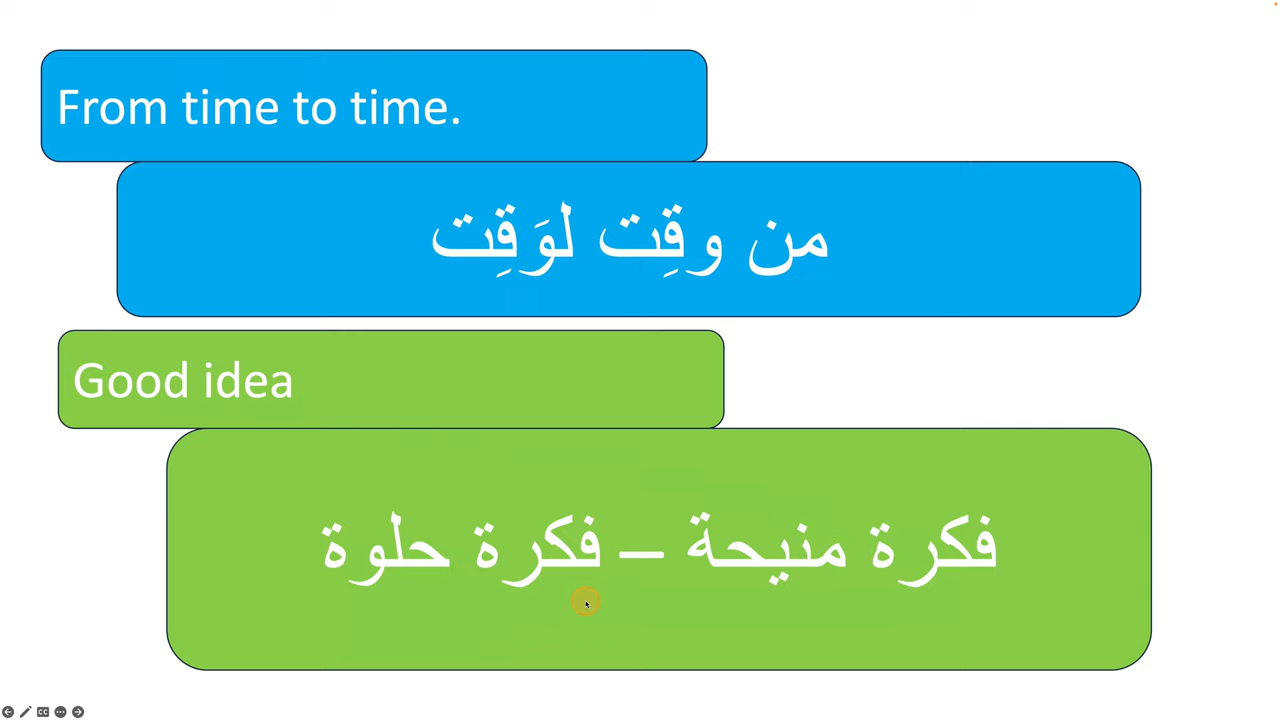 From time to time.
من وقِت لوَقِت
Good idea
فكرة منيحة – فكرة حلوة